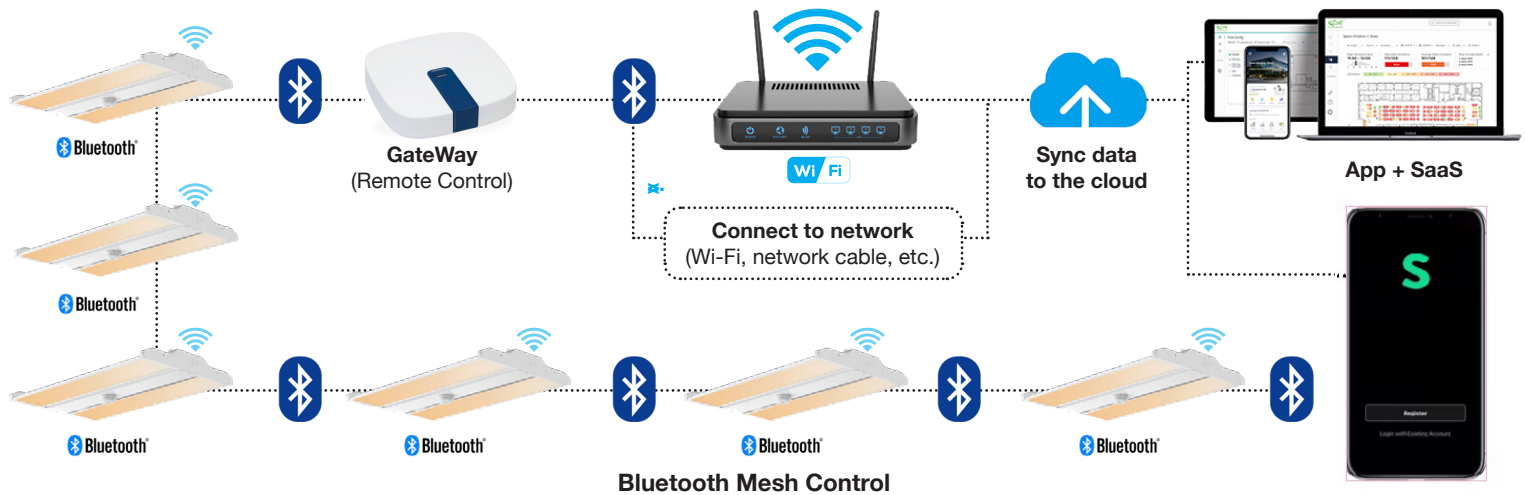 Bluetooth®
GateWay
(Remote Control)
Wi Fi
Connect to network
(Wi-Fi, network cable, etc.)
Sync data
to the cloud
App + SaaS
Bluetooth®
S
Register
Login with Existing Account
Bluetooth®
Bluetooth®
Bluetooth®
Bluetooth®
Bluetooth Mesh Control